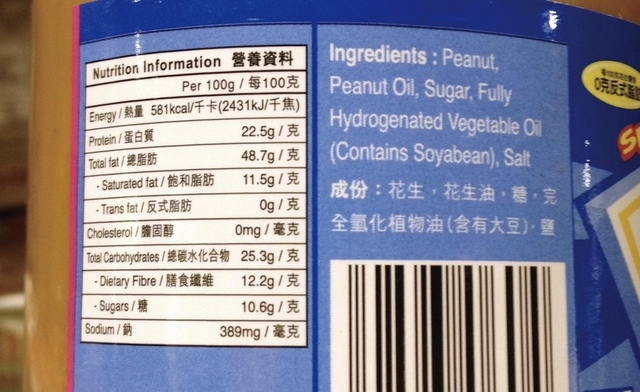 Nutrition Information 營養資料
Per 100g / 每100克
Energy / 熱量 581kcal/千卡(2431kJ/千焦)
Protein / 蛋白質 22.5g / 克
Total fat / 總脂肪 48.7g / 克
- Saturated fat / 飽和脂肪 11.5g / 克
- Trans fat / 反式脂肪 0g / 克
Cholesterol / 膽固醇 0mg / 毫克
Total Carbohydrates / 總碳水化合物 25.3g / 克
- Dietary Fibre / 膳食纖維 12.2g / 克
- Sugars / 糖 10.6g / 克
Sodium / 鈉 389mg / 毫克
Ingredients : Peanut,
Peanut Oil, Sugar, Fully
Hydrogenated Vegetable Oil
(Contains Soyabean), Salt
成份 : 花生，花生油，糖，完
全氫化植物油(含有大豆)，鹽
0克反式脂肪